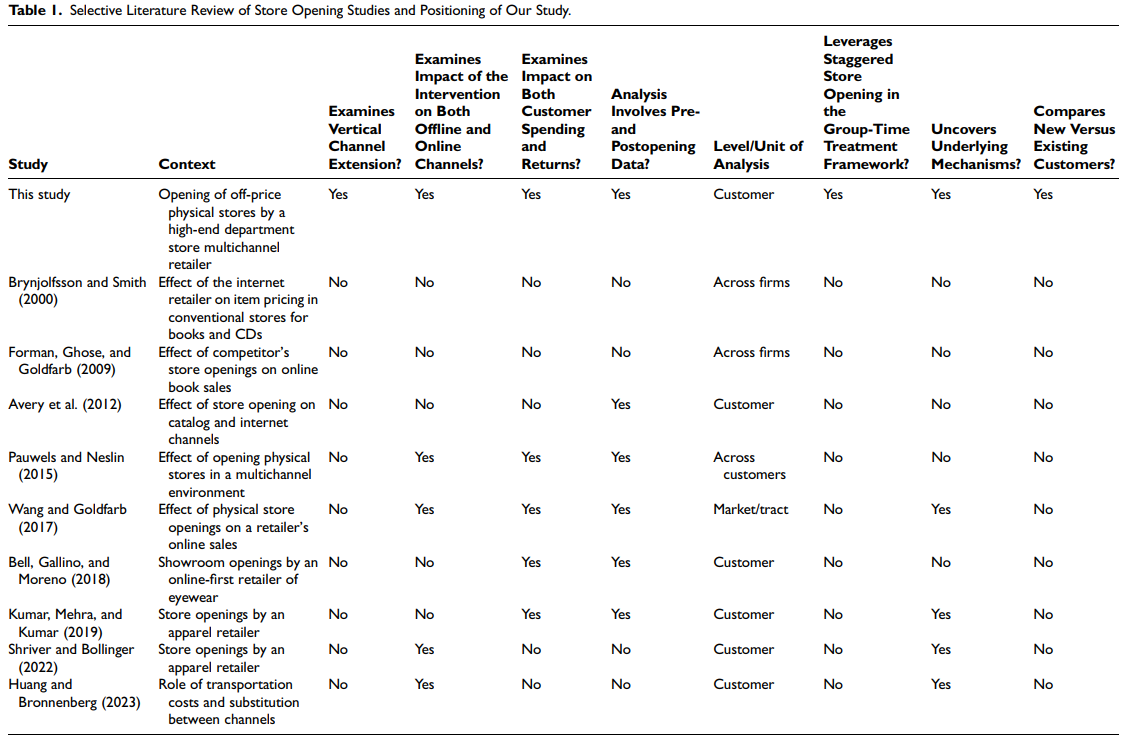 Table 1. Selective Literature Review of Store Opening Studies and Positioning of Our Study.
Study
Context
Examines
Vertical
Channel
Extension?
Examines
Impact of the
Intervention
on Both
Offline and
Online
Channels?
Examines
Impact on
Both
Customer
Spending
and
Returns?
Analysis
Involves Pre-
and
Postopening
Data?
Level/Unit of
Analysis
Leverages
Staggered
Store
Opening in
the
Group-Time
Treatment
Framework?
Uncovers
Underlying
Mechanisms?
Compares
New Versus
Existing
Customers?
This study
Opening of off-price
physical stores by a
high-end department
store multichannel
retailer
Yes
Yes
Yes
Yes
Customer
Yes
Yes
Yes
Brynjolfsson and Smith
(2000)
Effect of the internet
retailer on item pricing in
conventional stores for
books and CDs
No
No
No
No
Across firms
No
No
No
Forman, Ghose, and
Goldfarb (2009)
Effect of competitor's
store openings on online
book sales
No
No
No
No
Across firms
No
No
No
Avery et al. (2012)
Effect of store opening on
catalog and internet
channels
No
No
No
Yes
Customer
No
No
No
Pauwels and Neslin
(2015)
Effect of opening physical
stores in a multichannel
environment
No
Yes
Yes
Yes
Across
customers
No
No
No
Wang and Goldfarb
(2017)
Effect of physical store
openings on a retailer's
online sales
No
Yes
Yes
Yes
Market/tract
No
Yes
No
Bell, Gallino, and
Moreno (2018)
Showroom openings by an
online-first retailer of
eyewear
No
No
Yes
Yes
Customer
No
No
No
Kumar, Mehra, and
Kumar (2019)
Store openings by an
apparel retailer
No
No
Yes
Yes
Customer
No
Yes
No
Shriver and Bollinger
(2022)
Store openings by an
apparel retailer
No
Yes
No
No
Customer
No
Yes
No
Huang and
Bronnenberg (2023)
Role of transportation
costs and substitution
between channels
No
Yes
No
No
Customer
No
Yes
No